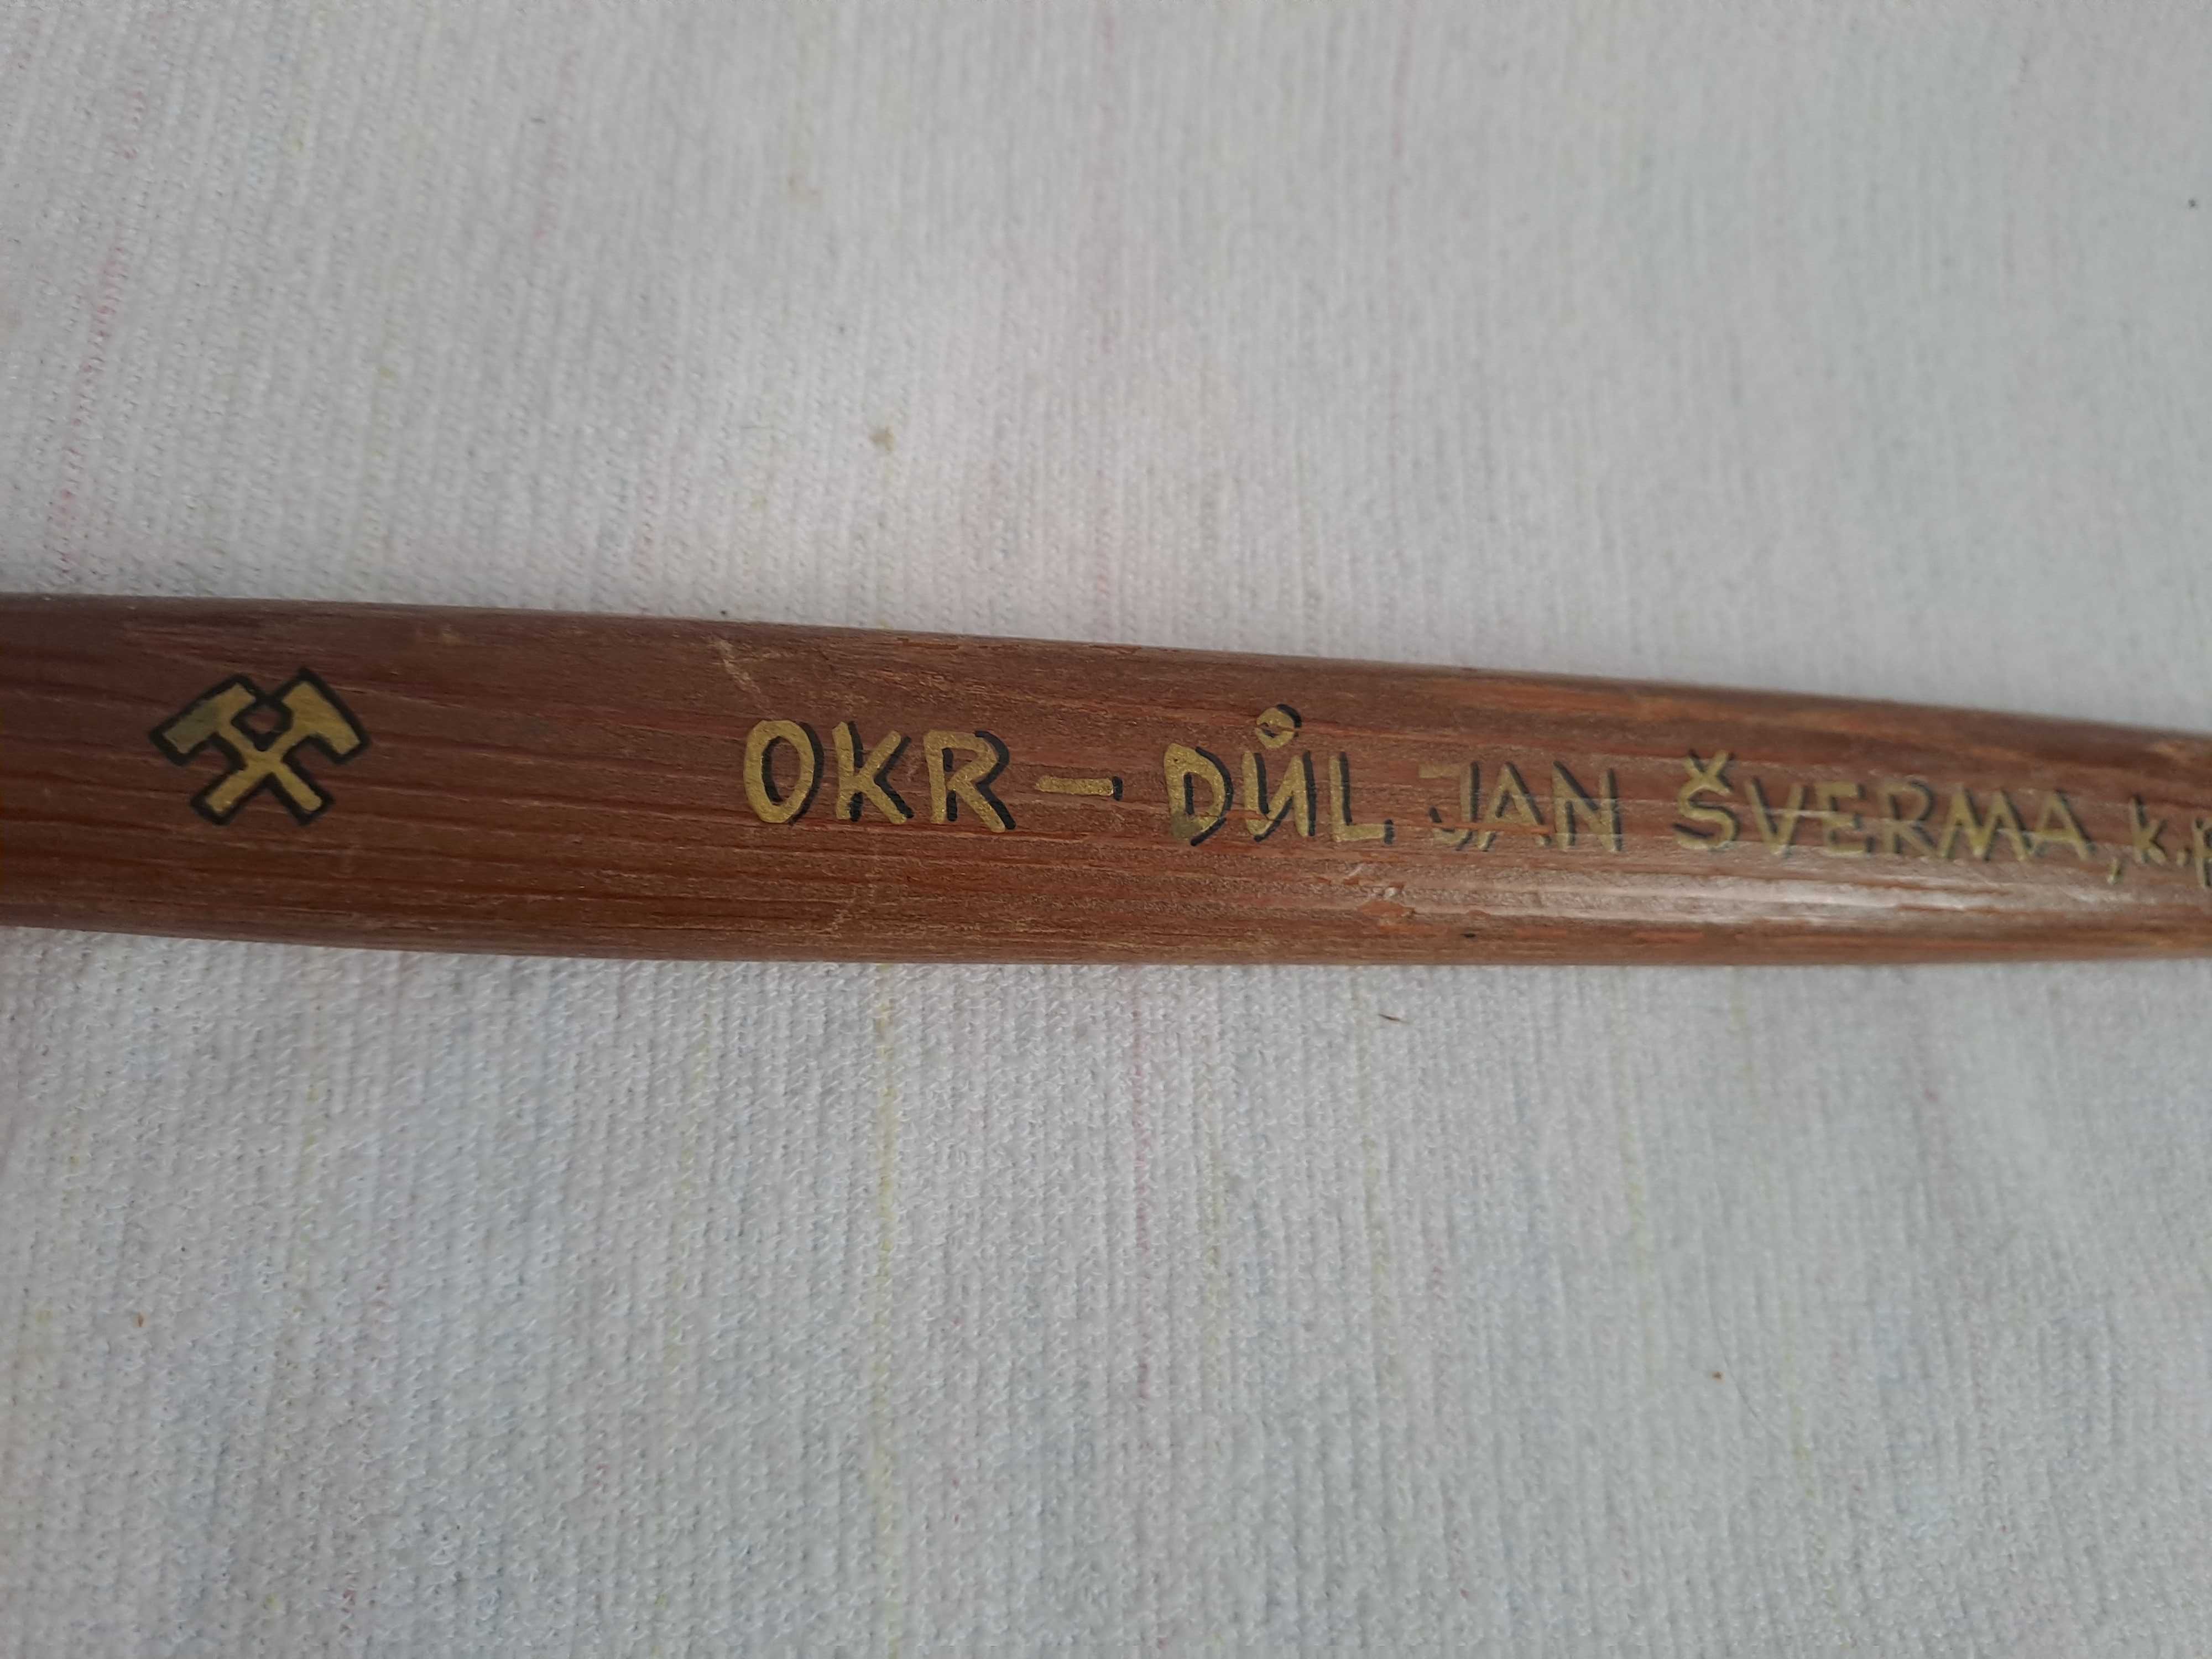 OKR - DŮL JAN ŠVERMA, k.p